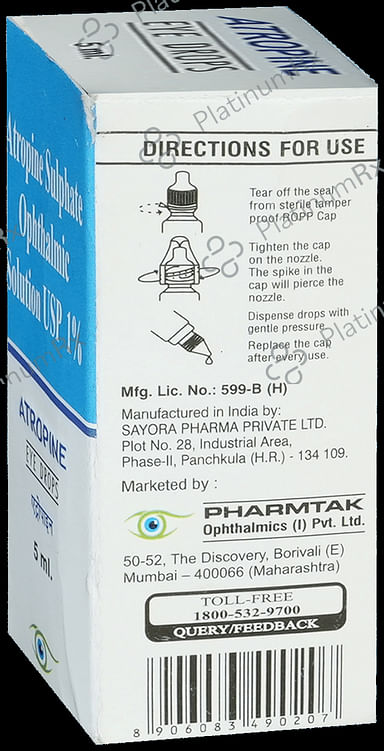 ATROPINE
EYE DROPS
5ml
Atropine Sulphate
Ophthalmic
Solution USP 1%
ATROPINE
EYE DROPS
5 ml.
DIRECTIONS FOR USE
Tear off the seal
from sterile tamper
proof ROPP Cap
Tighten the cap
on the nozzle.
The spike in the
cap will pierce the
nozzle.
Dispense drops with
gentle pressure.
Replace the cap
after every use.
Mfg. Lic. No.: 599-B (H)
Manufactured in India by:
SAYORA PHARMA PRIVATE LTD.
Plot No. 28, Industrial Area,
Phase-II, Panchkula (H.R.) - 134 109.
Marketed by :
PHARMTAK
Ophthalmics (I) Pvt. Ltd.
50-52, The Discovery, Borivali (E)
Mumbai – 400066 (Maharashtra)
TOLL-FREE
1800-532-9700
QUERY/FEEDBACK
8 906083 490207
PlatinumRx
PlatinumRx
PlatinumRx